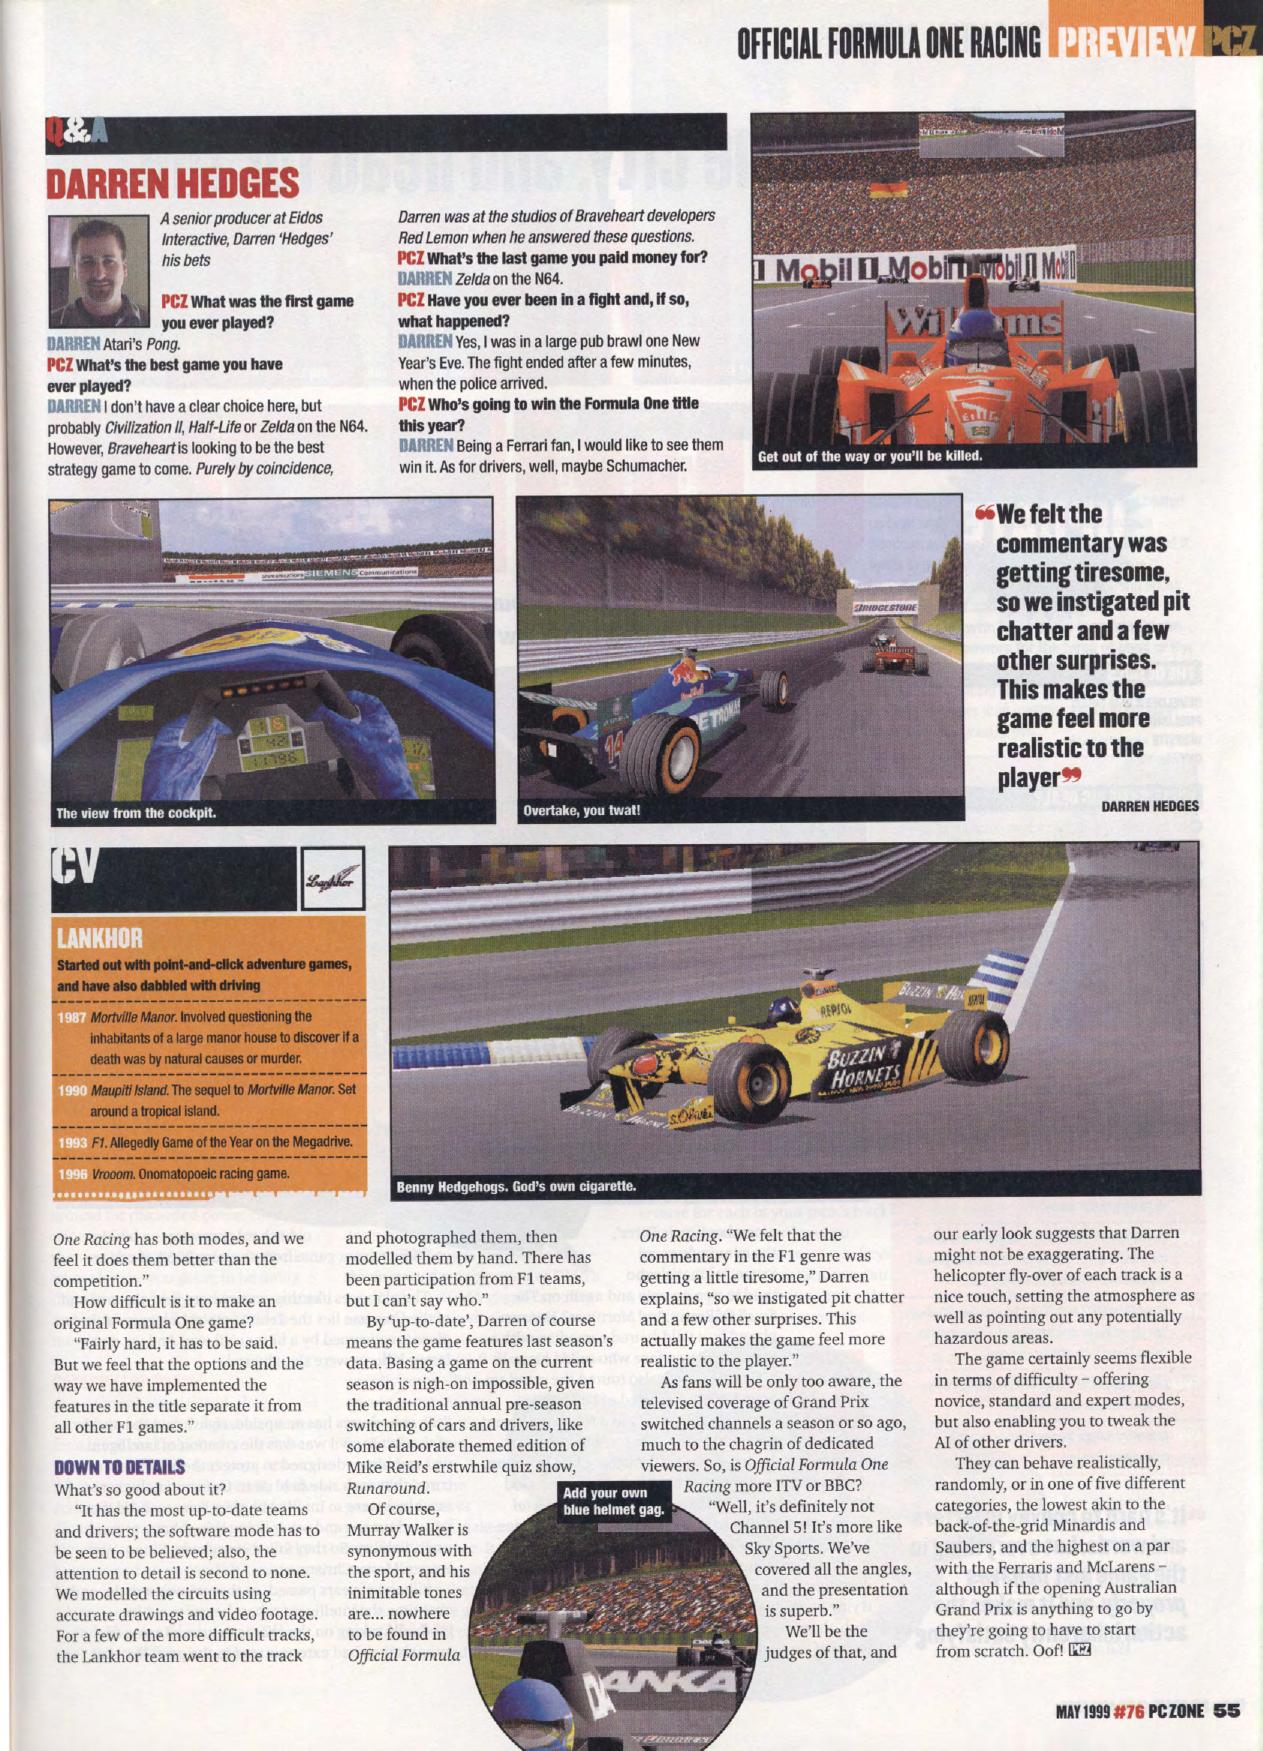 OFFICIAL FORMULA ONE RACING PREVIEW PCZ
Q&A
DARREN HEDGES
A senior producer at Eidos
Interactive, Darren 'Hedges'
his bets
PCZ What was the first game
you ever played?
DARREN Atari's Pong.
PCZ What's the best game you have
ever played?
DARREN I don't have a clear choice here, but
probably Civilization II, Half-Life or Zelda on the N64.
However, Braveheart is looking to be the best
strategy game to come. Purely by coincidence,
Darren was at the studios of Braveheart developers
Red Lemon when he answered these questions.
PCZ What's the last game you paid money for?
DARREN Zelda on the N64.
PCZ Have you ever been in a fight and, if so,
what happened?
DARREN Yes, I was in a large pub brawl one New
Year's Eve. The fight ended after a few minutes,
when the police arrived.
PCZ Who's going to win the Formula One title
this year?
DARREN Being a Ferrari fan, I would like to see them
win it. As for drivers, well, maybe Schumacher.
Mobil 1 Mobil 1 Mobil 1 Mobil
Williams
Get out of the way or you'll be killed.
SIEMENS Communications
The view from the cockpit.
BRIDGESTONE
Williams
Red Bull
PETRONAS
14
Overtake, you twat!
“We felt the
commentary was
getting tiresome,
so we instigated pit
chatter and a few
other surprises.
This makes the
game feel more
realistic to the
player”
DARREN HEDGES
CV
Lankhor
LANKHOR
Started out with point-and-click adventure games,
and have also dabbled with driving
1987 Mortville Manor. Involved questioning the
inhabitants of a large manor house to discover if a
death was by natural causes or murder.
1990 Maupiti Island. The sequel to Mortville Manor. Set
around a tropical island.
1993 F1. Allegedly Game of the Year on the Megadrive.
1996 Vrooom. Onomatopoeic racing game.
BUZZIN HO
REPSOL
BUZZIN
HORNETS
S.Oliver
Benny Hedgehogs. God's own cigarette.
One Racing has both modes, and we
feel it does them better than the
competition.”
How difficult is it to make an
original Formula One game?
“Fairly hard, it has to be said.
But we feel that the options and the
way we have implemented the
features in the title separate it from
all other F1 games.”
DOWN TO DETAILS
What's so good about it?
“It has the most up-to-date teams
and drivers; the software mode has to
be seen to be believed; also, the
attention to detail is second to none.
We modelled the circuits using
accurate drawings and video footage.
For a few of the more difficult tracks,
the Lankhor team went to the track
and photographed them, then
modelled them by hand. There has
been participation from F1 teams,
but I can't say who.”
By ‘up-to-date’, Darren of course
means the game features last season's
data. Basing a game on the current
season is nigh-on impossible, given
the traditional annual pre-season
switching of cars and drivers, like
some elaborate themed edition of
Mike Reid's erstwhile quiz show,
Runaround.
Of course,
Murray Walker is
synonymous with
the sport, and his
inimitable tones
are... nowhere
to be found in
Official Formula
One Racing. “We felt that the
commentary in the F1 genre was
getting a little tiresome,” Darren
explains, “so we instigated pit chatter
and a few other surprises. This
actually makes the game feel more
realistic to the player.”
As fans will be only too aware, the
televised coverage of Grand Prix
switched channels a season or so ago,
much to the chagrin of dedicated
viewers. So, is Official Formula One
Racing more ITV or BBC?
“Well, it's definitely not
Channel 5! It's more like
Sky Sports. We've
covered all the angles,
and the presentation
is superb.”
We'll be the
judges of that, and
our early look suggests that Darren
might not be exaggerating. The
helicopter fly-over of each track is a
nice touch, setting the atmosphere as
well as pointing out any potentially
hazardous areas.
The game certainly seems flexible
in terms of difficulty – offering
novice, standard and expert modes,
but also enabling you to tweak the
AI of other drivers.
They can behave realistically,
randomly, or in one of five different
categories, the lowest akin to the
back-of-the-grid Minardis and
Saubers, and the highest on a par
with the Ferraris and McLarens –
although if the opening Australian
Grand Prix is anything to go by
they're going to have to start
from scratch. Oof! PCZ
Add your own
blue helmet gag.
DANKA
MAY 1999 #76 PC ZONE 55